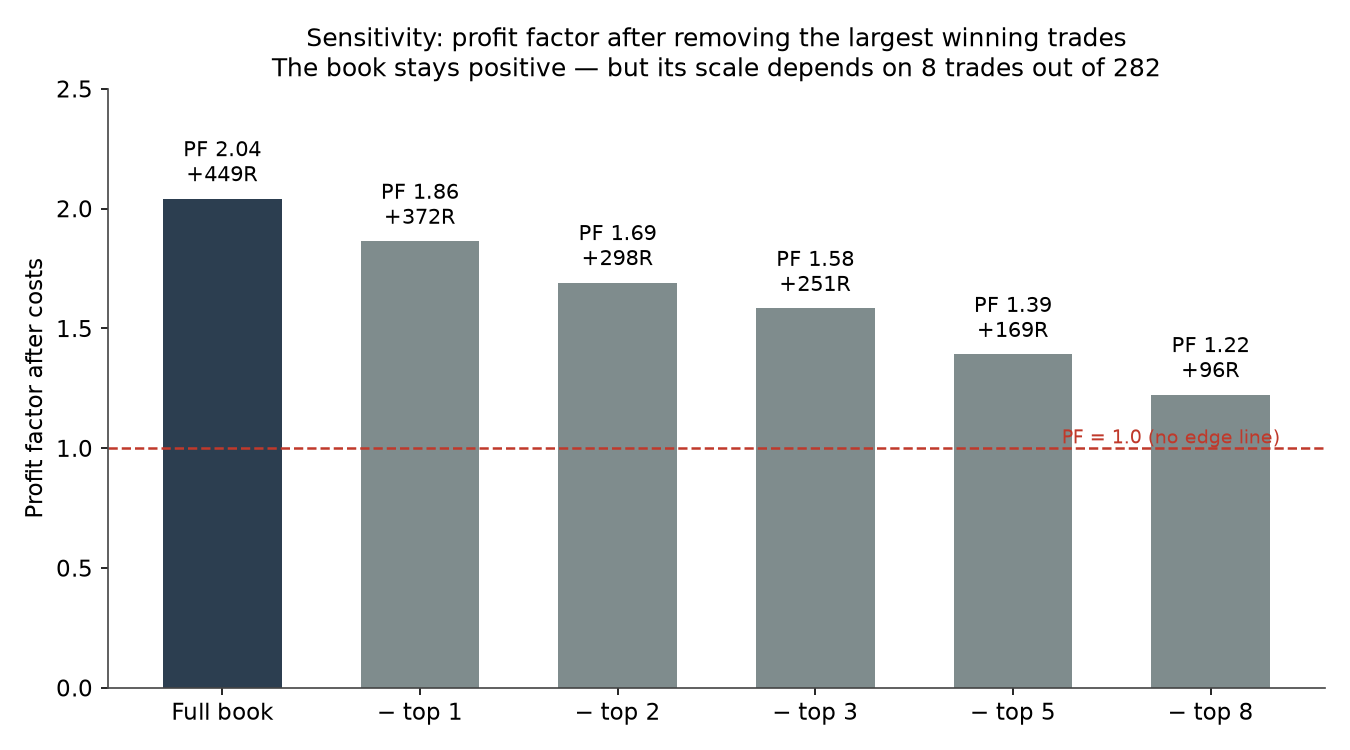 Sensitivity: profit factor after removing the largest winning trades
The book stays positive — but its scale depends on 8 trades out of 282
Profit factor after costs
2.5
2.0
1.5
1.0
0.5
0.0
PF 2.04
+449R
PF 1.86
+372R
PF 1.69
+298R
PF 1.58
+251R
PF 1.39
+169R
PF 1.22
+96R
PF = 1.0 (no edge line)
Full book
− top 1
− top 2
− top 3
− top 5
− top 8